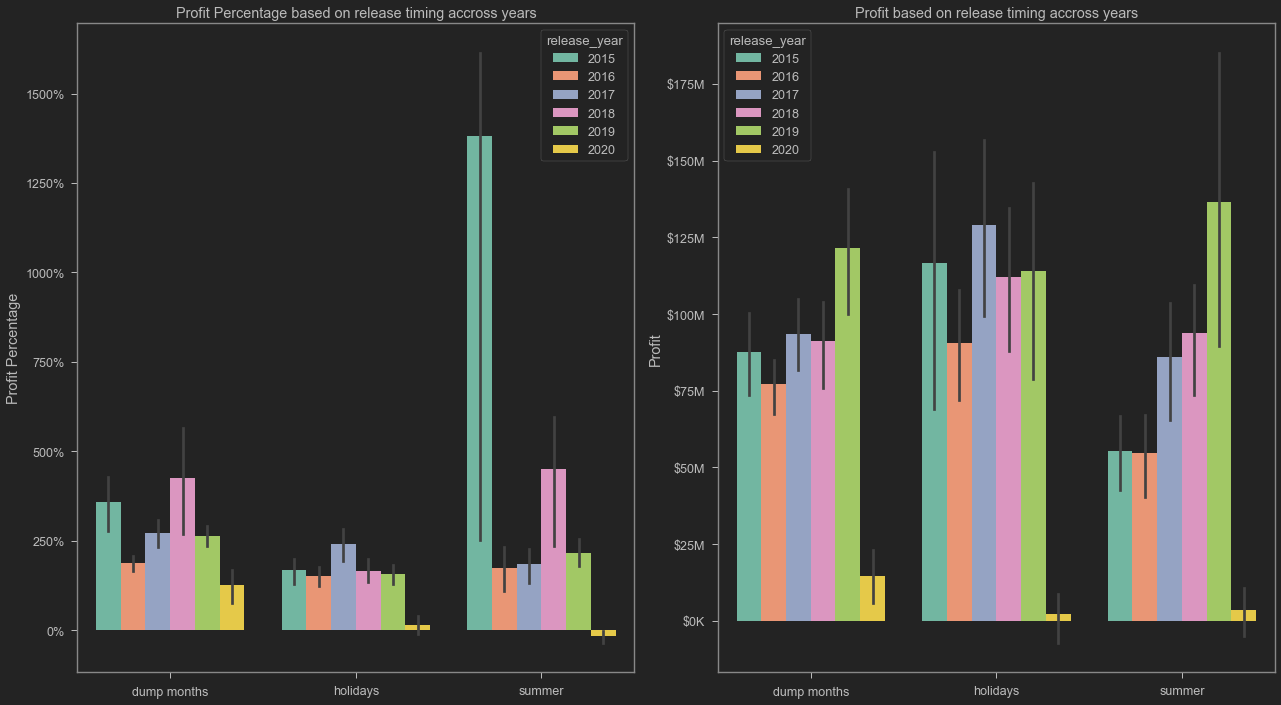 Profit Percentage based on release timing accross years
Profit Percentage
1500%
1250%
1000%
750%
500%
250%
0%
release_year
2015
2016
2017
2018
2019
2020
dump months
holidays
summer
Profit based on release timing accross years
Profit
$175M
$150M
$125M
$100M
$75M
$50M
$25M
$0K
release_year
2015
2016
2017
2018
2019
2020
dump months
holidays
summer